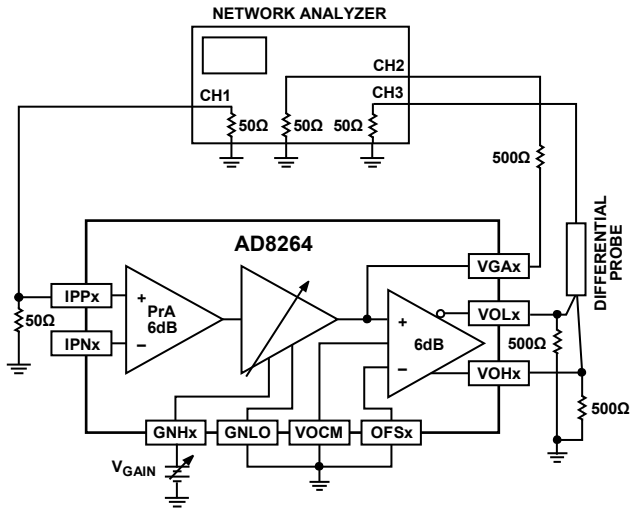 NETWORK ANALYZER
CH1
CH2
CH3
50Ω
50Ω
50Ω
500Ω
DIFFERENTIAL
PROBE
AD8264
VGAx
IPPx
IPNx
50Ω
+
PrA
6dB
–
+
6dB
–
VOLx
VOHx
500Ω
500Ω
GNHx
GNLO
VOCM
OFSx
VGAIN